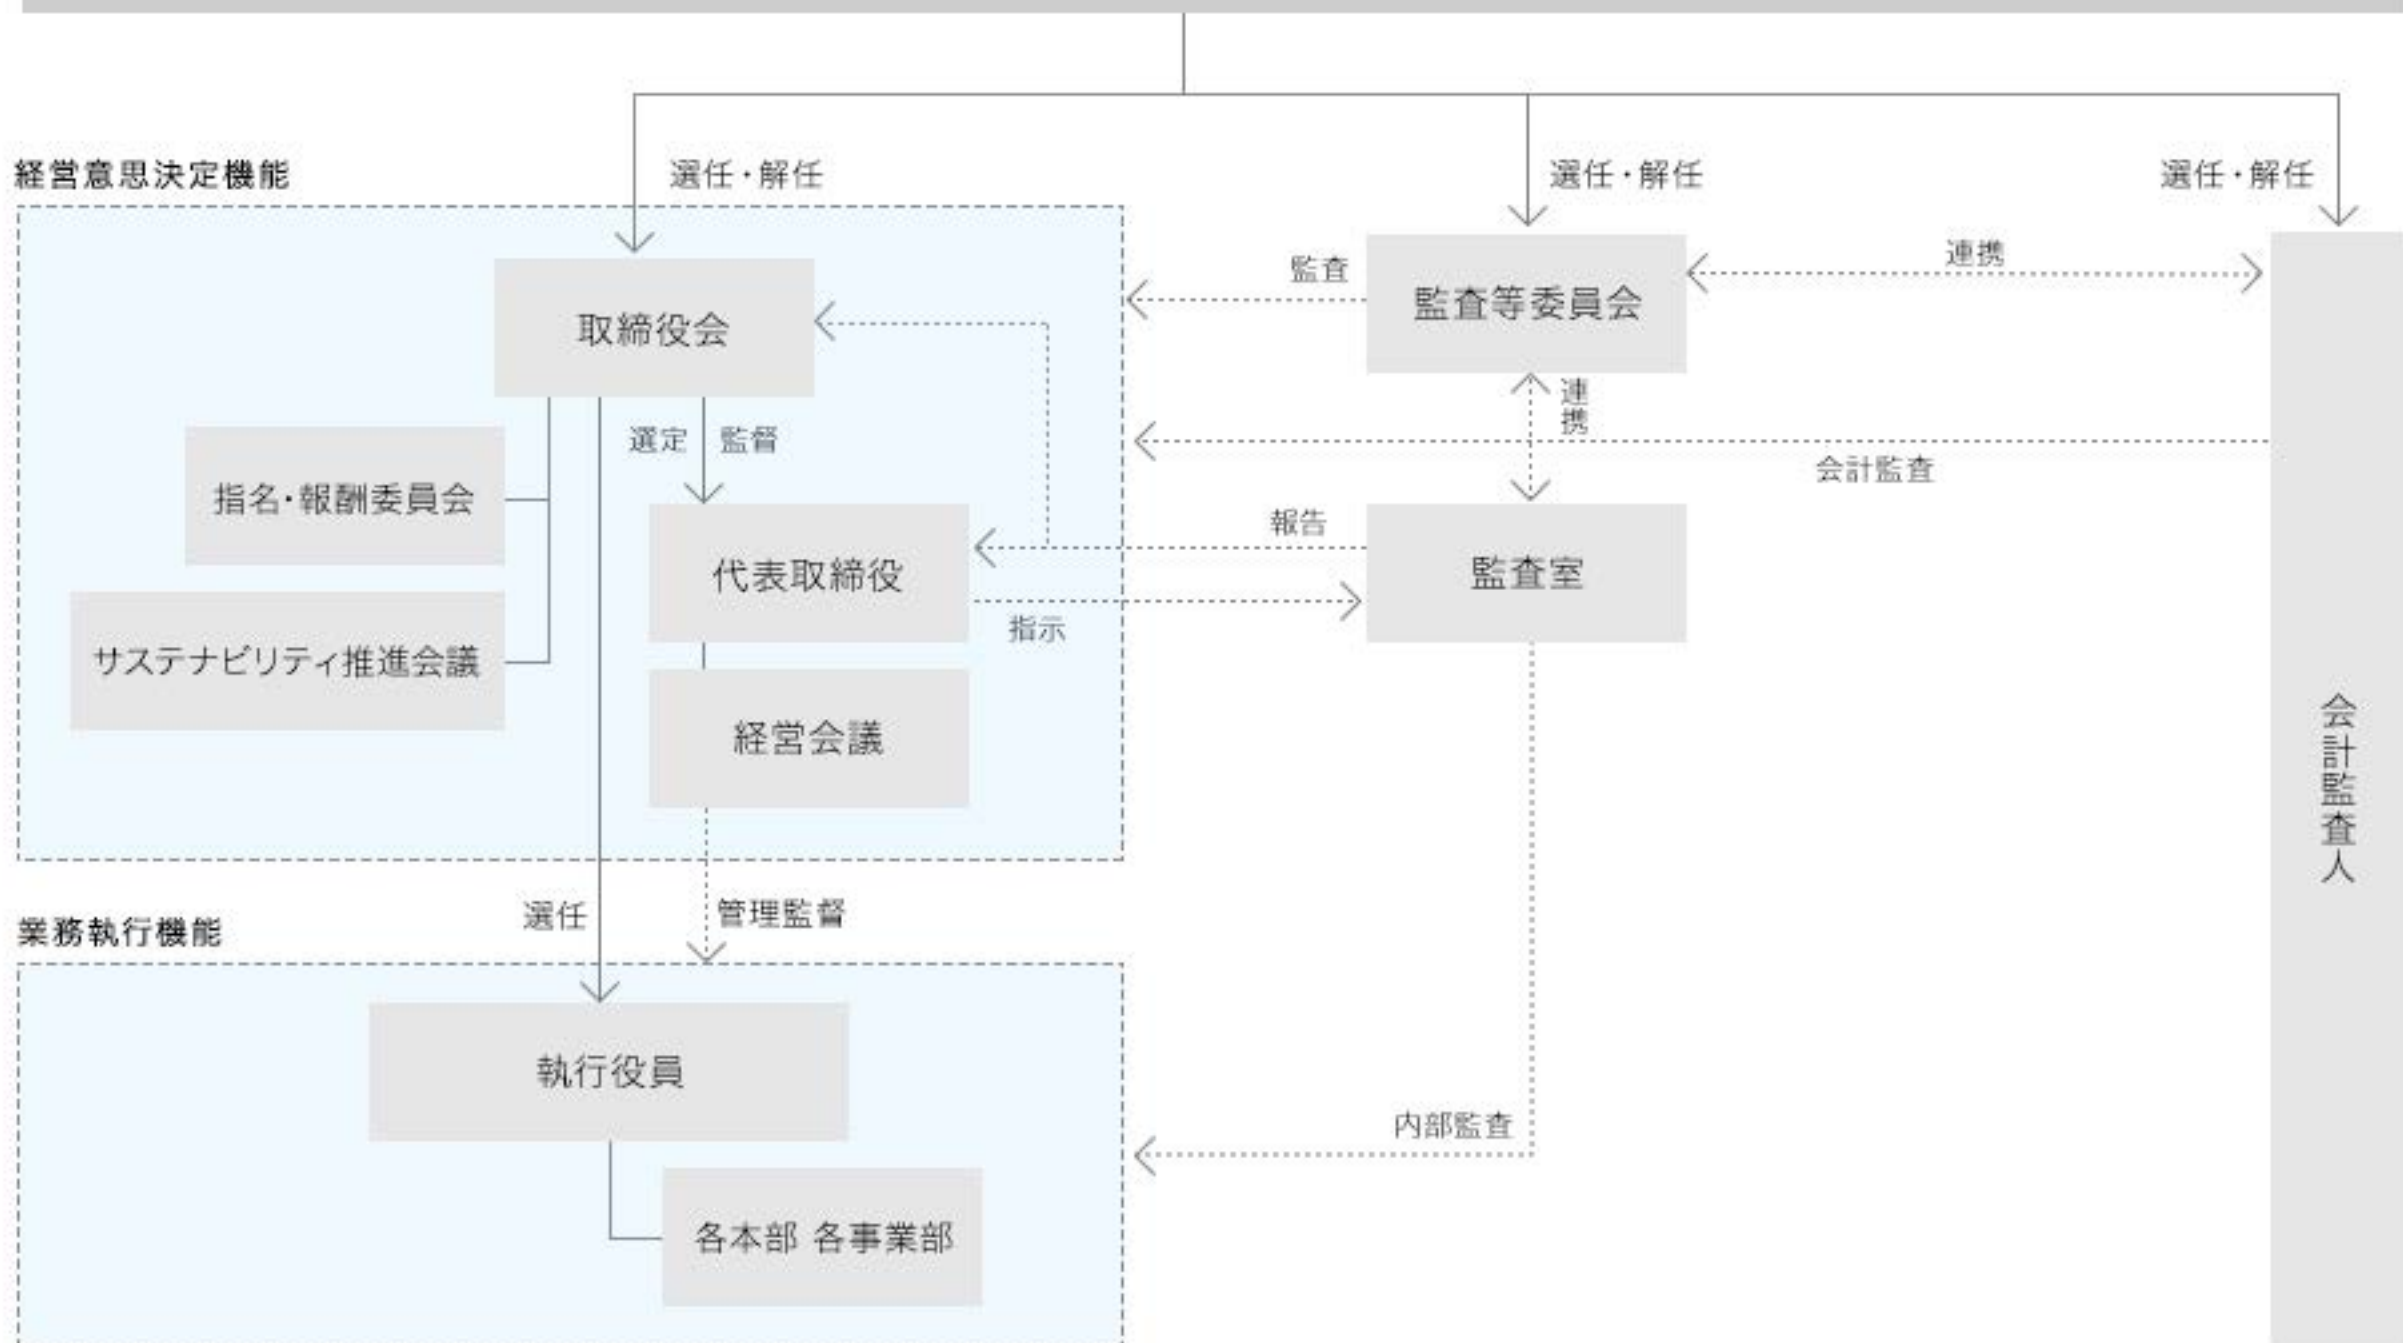 経営意思決定機能
選任・解任
選任・解任
選任・解任
監査
連携
監査等委員会
取締役会
連携
選定
監督
会計監査
指名・報酬委員会
報告
代表取締役
監査室
指示
サステナビリティ推進会議
経営会議
会計監査人
選任
管理監督
業務執行機能
執行役員
内部監査
各本部 各事業部